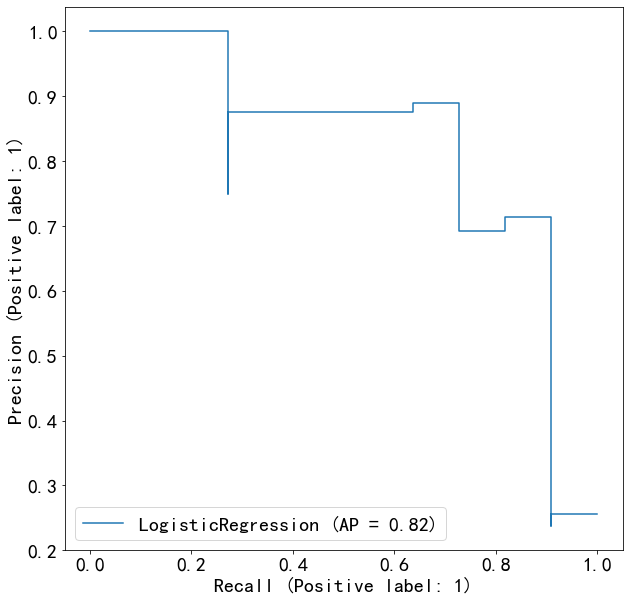 1.0
0.9
0.8
0.7
0.6
0.5
0.4
0.3
0.2
Precision (Positive label: 1)
LogisticRegression (AP = 0.82)
0.0 0.2 0.4 0.6 0.8 1.0
Recall (Positive label: 1)